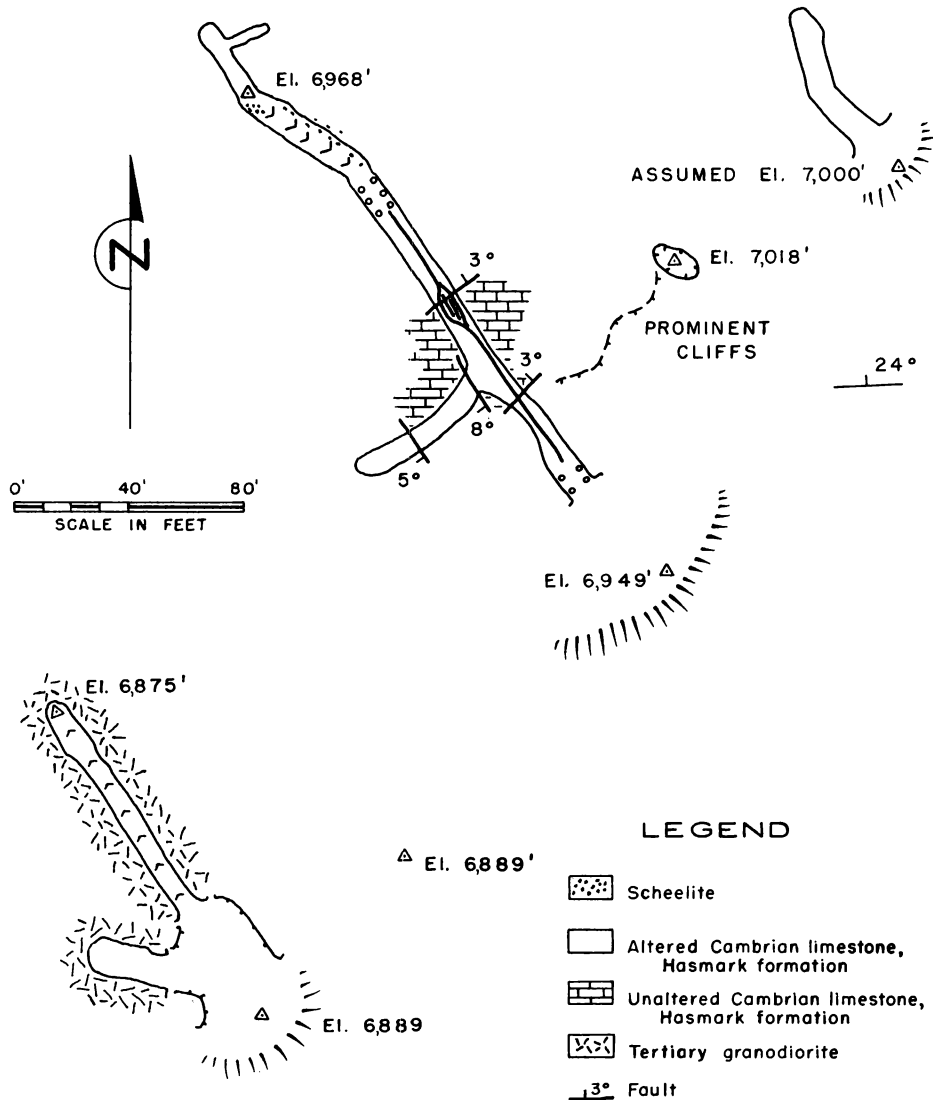 El. 6,968'
ASSUMED El. 7,000'
N
El. 7,018'
3°
PROMINENT
CLIFFS
3°
24°
8°
5°
0' 40' 80'
SCALE IN FEET
El. 6,949'
El. 6,875'
LEGEND
El. 6,889'
Scheelite
Altered Cambrian limestone,
Hasmark formation
Unaltered Cambrian limestone,
Hasmark formation
El. 6,889
Tertiary granodiorite
3° Fault